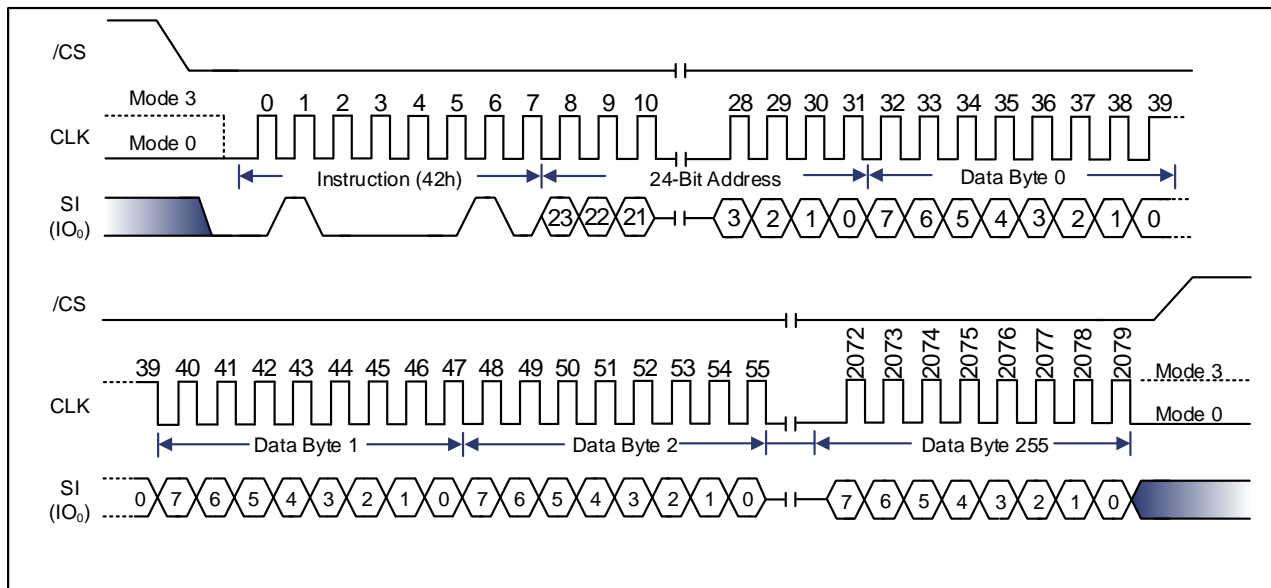 /CS
Mode 3
0 1 2 3 4 5 6 7 8 9 10 28 29 30 31 32 33 34 35 36 37 38 39
CLK
Mode 0
Instruction (42h) 24-Bit Address Data Byte 0
SI
(IO₀)
23 22 21 3 2 1 0 7 6 5 4 3 2 1 0
/CS
39 40 41 42 43 44 45 46 47 48 49 50 51 52 53 54 55 2072 2073 2074 2075 2076 2077 2078 2079
Mode 3
CLK
Mode 0
Data Byte 1 Data Byte 2 Data Byte 255
SI
(IO₀)
0 7 6 5 4 3 2 1 0 7 6 5 4 3 2 1 0 7 6 5 4 3 2 1 0